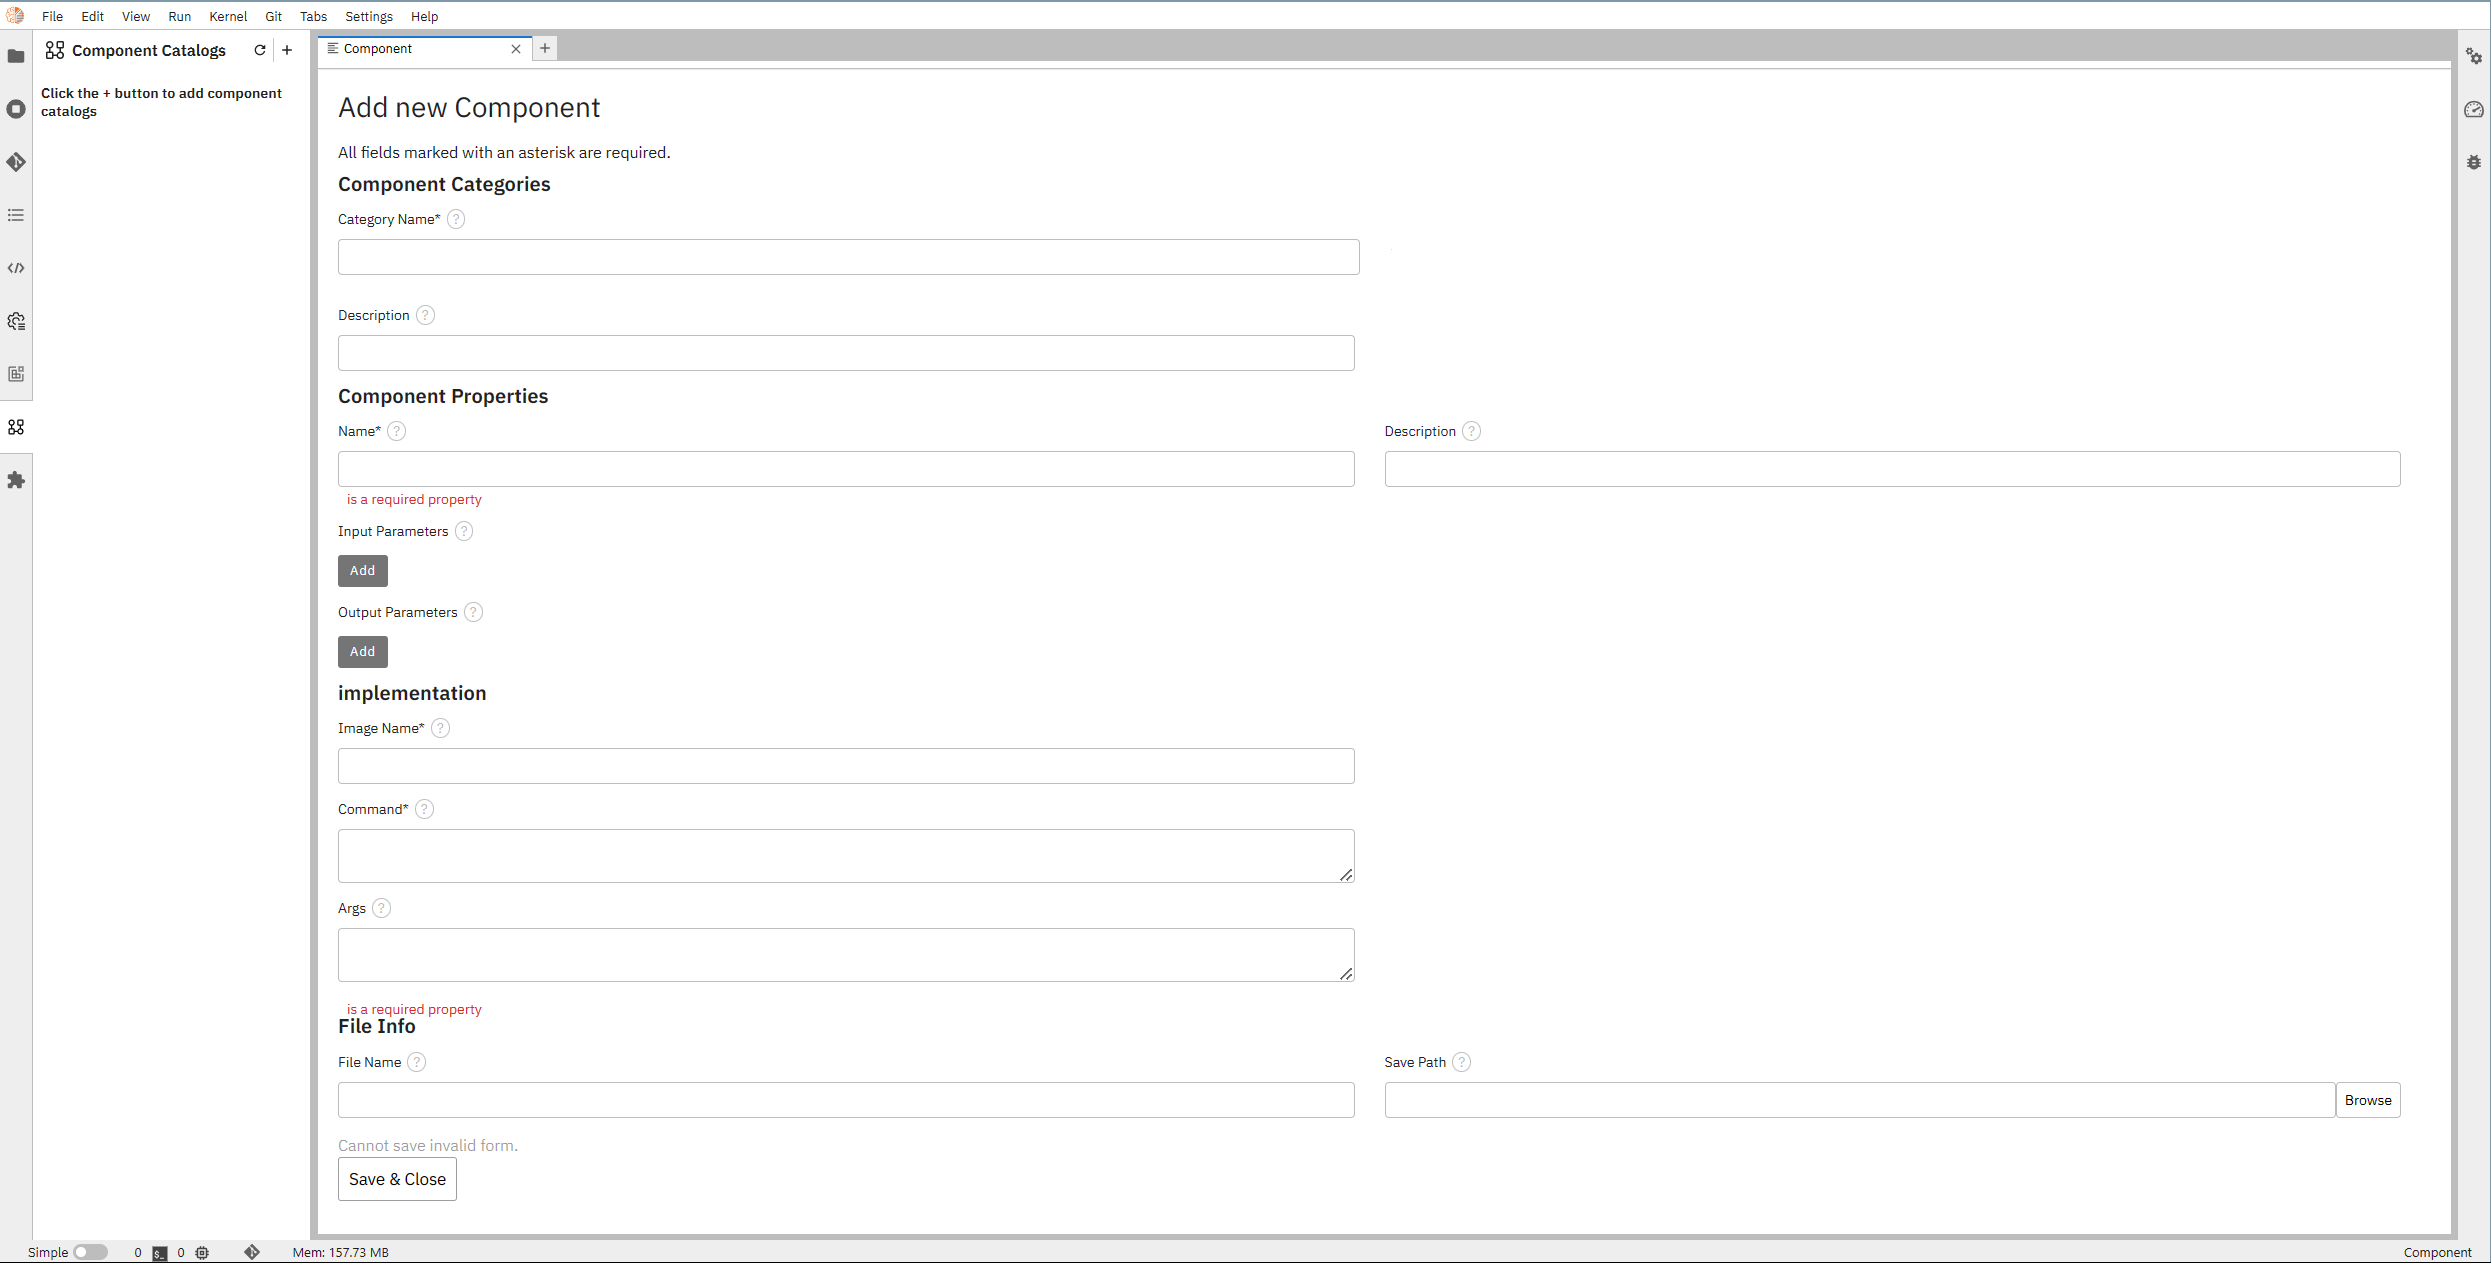 File Edit View Run Kernel Git Tabs Settings Help
Component Catalogs
Click the + button to add component
catalogs
Component
Add new Component
All fields marked with an asterisk are required.
Component Categories
Category Name* ?
Description ?
Component Properties
Name* ? Description ?
is a required property
Input Parameters ?
Add
Output Parameters ?
Add
implementation
Image Name* ?
Command* ?
Args ?
is a required property
File Info
File Name ? Save Path ?
Browse
Cannot save invalid form.
Save & Close
Simple 0 $_ 0 Mem: 157.73 MB Component